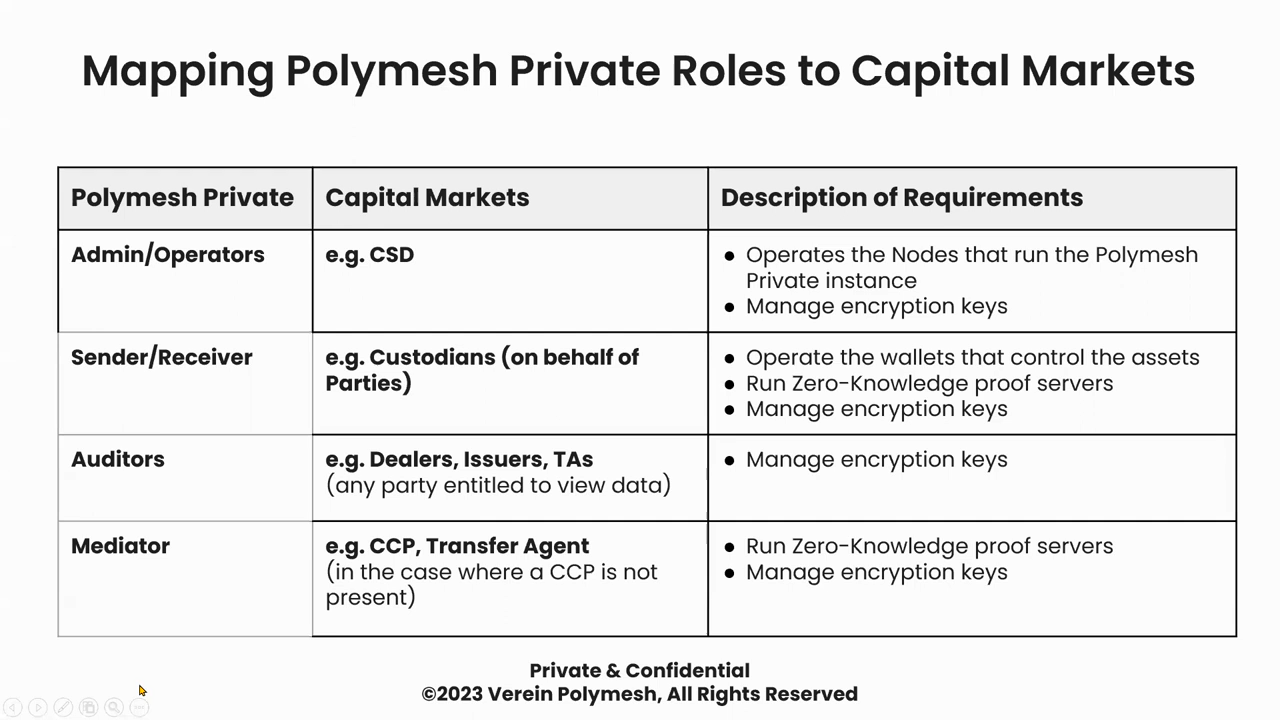 Mapping Polymesh Private Roles to Capital Markets
Polymesh Private
Capital Markets
Description of Requirements
Admin/Operators
e.g. CSD
● Operates the Nodes that run the Polymesh
Private instance
● Manage encryption keys
Sender/Receiver
e.g. Custodians (on behalf of
Parties)
● Operate the wallets that control the assets
● Run Zero-Knowledge proof servers
● Manage encryption keys
Auditors
e.g. Dealers, Issuers, TAs
(any party entitled to view data)
● Manage encryption keys
Mediator
e.g. CCP, Transfer Agent
(in the case where a CCP is not
present)
● Run Zero-Knowledge proof servers
● Manage encryption keys
Private & Confidential
©2023 Verein Polymesh, All Rights Reserved